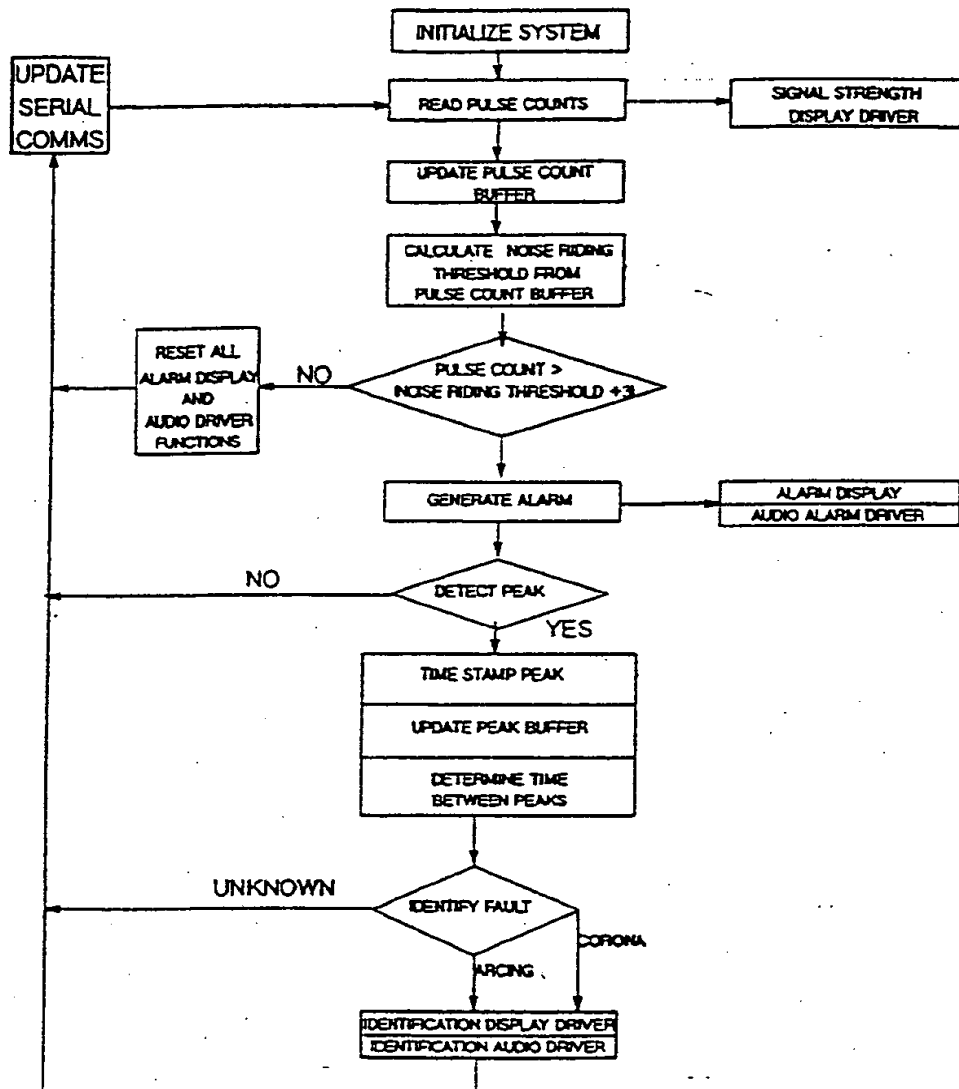 INITIALIZE SYSTEM
UPDATE
SERIAL
COMMS
READ PULSE COUNTS
SIGNAL STRENGTH
DISPLAY DRIVER
UPDATE PULSE COUNT
BUFFER
CALCULATE NOISE RIDING
THRESHOLD FROM
PULSE COUNT BUFFER
RESET ALL
ALARM DISPLAY
AND
AUDIO DRIVER
FUNCTIONS
NO
PULSE COUNT >
(NOISE RIDING THRESHOLD +3)
GENERATE ALARM
ALARM DISPLAY
AUDIO ALARM DRIVER
NO
DETECT PEAK
YES
TIME STAMP PEAK
UPDATE PEAK BUFFER
DETERMINE TIME
BETWEEN PEAKS
UNKNOWN
IDENTIFY FAULT
CORONA
ARCING
IDENTIFICATION DISPLAY DRIVER
IDENTIFICATION AUDIO DRIVER